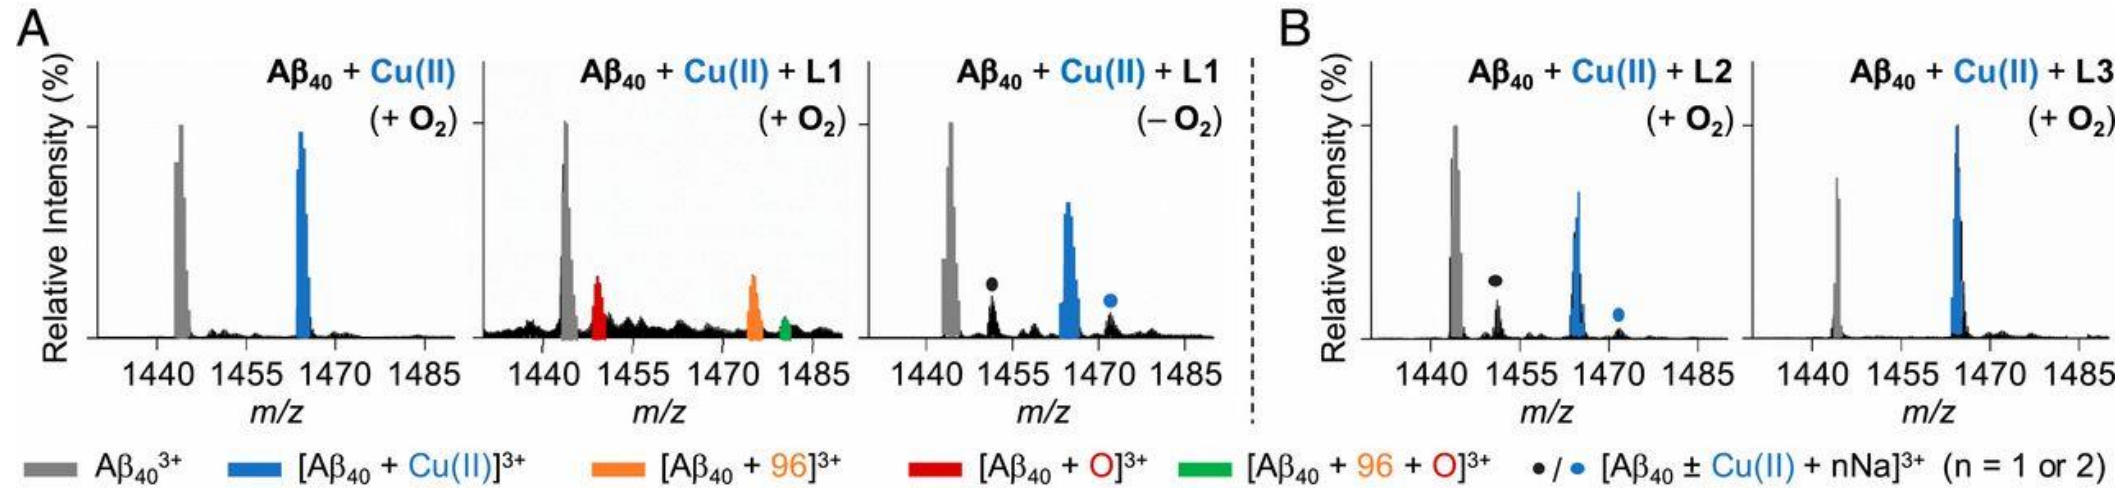 A
B
Relative Intensity (%)
Aβ₄₀ + Cu(II)
(+ O₂)
1440 1455 1470 1485
m/z
Aβ₄₀ + Cu(II) + L1
(+ O₂)
1440 1455 1470 1485
m/z
Aβ₄₀ + Cu(II) + L1
(– O₂)
1440 1455 1470 1485
m/z
Relative Intensity (%)
Aβ₄₀ + Cu(II) + L2
(+ O₂)
1440 1455 1470 1485
m/z
Aβ₄₀ + Cu(II) + L3
(+ O₂)
1440 1455 1470 1485
m/z
Aβ₄₀³⁺ [Aβ₄₀ + Cu(II)]³⁺ [Aβ₄₀ + 96]³⁺ [Aβ₄₀ + O]³⁺ [Aβ₄₀ + 96 + O]³⁺ ●/● [Aβ₄₀ ± Cu(II) + nNa]³⁺ (n = 1 or 2)